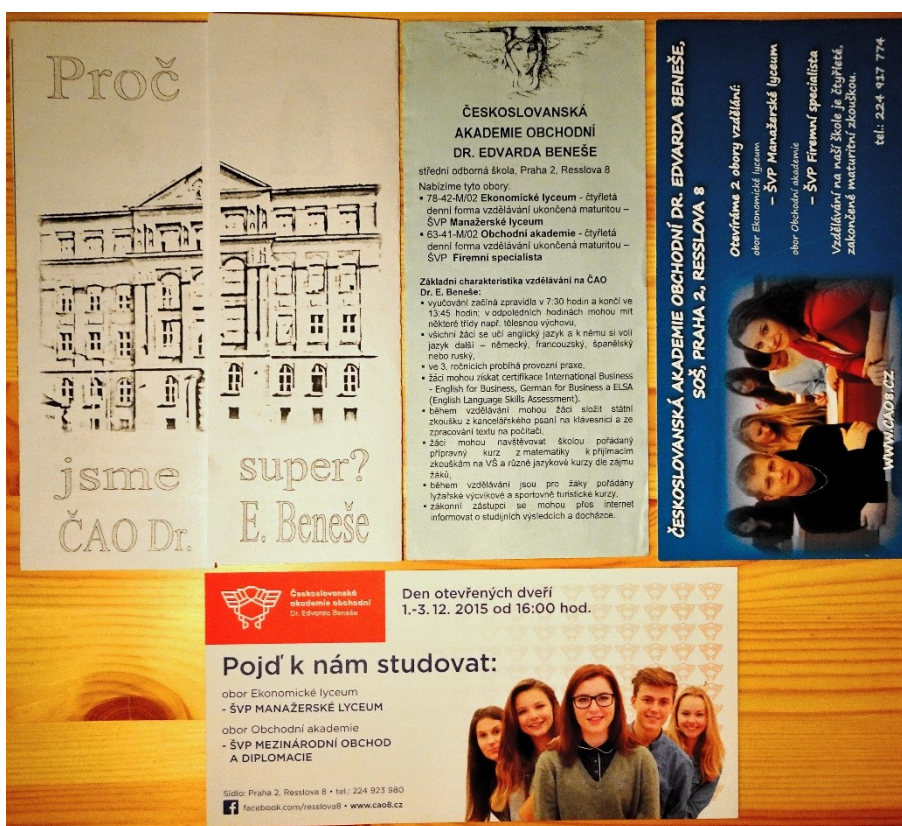 Proč
jsme super?
ČAO Dr. E. Beneše
ČESKOSLOVANSKÁ
AKADEMIE OBCHODNÍ
DR. EDVARDA BENEŠE
střední odborná škola, Praha 2, Resslova 8
Nabízíme tyto obory:
• 78-42-M/02 Ekonomické lyceum - čtyřletá
denní forma vzdělávání ukončená maturitou –
ŠVP Manažerské lyceum
• 63-41-M/02 Obchodní akademie - čtyřletá
denní forma vzdělávání ukončená maturitou –
ŠVP Firemní specialista
Základní charakteristika vzdělávání na ČAO
Dr. E. Beneše:
• vyučování začíná zpravidla v 7:30 hodin a končí ve
13:45 hodin; v odpoledních hodinách mohou mít
některé třídy např. tělesnou výchovu,
• všichni žáci se učí anglický jazyk a k němu si volí
jazyk další – německý, francouzský, španělský
nebo ruský,
• ve 3. ročnících probíhá provozní praxe,
• žáci mohou získat certifikace International Business
- English for Business, German for Business a ELSA
(English Language Skills Assessment).
• během vzdělávání mohou žáci složit státní
zkoušku z kancelářského psaní na klávesnici a ze
zpracování textu na počítači,
• žáci mohou navštěvovat školou pořádaný
přípravný kurz z matematiky k přijímacím
zkouškám na VŠ a různé jazykové kurzy dle zájmu
žáků,
• během vzdělávání jsou pro žáky pořádány
lyžařské výcvikové a sportovně turistické kurzy,
• zákonní zástupci se mohou přes internet
informovat o studijních výsledcích a docházce.
ČESKOSLOVANSKÁ AKADEMIE OBCHODNÍ DR. EDVARDA BENEŠE,
SOŠ, PRAHA 2, RESSLOVA 8
Otevíráme 2 obory vzdělání:
obor Ekonomické lyceum
– ŠVP Manažerské lyceum
obor Obchodní akademie
– ŠVP Firemní specialista
Vzdělávání na naší škole je čtyřleté,
zakončené maturitní zkouškou.
tel.: 224 917 774
WWW.CAO8.CZ
Českoslovanská
akademie obchodní
Dr. Edvarda Beneše
Den otevřených dveří
1.-3. 12. 2015 od 16:00 hod.
Pojď k nám studovat:
obor Ekonomické lyceum
- ŠVP MANAŽERSKÉ LYCEUM
obor Obchodní akademie
- ŠVP MEZINÁRODNÍ OBCHOD
A DIPLOMACIE
Sídlo: Praha 2, Resslova 8 • tel.: 224 923 980
facebook.com/resslova8 • www.cao8.cz